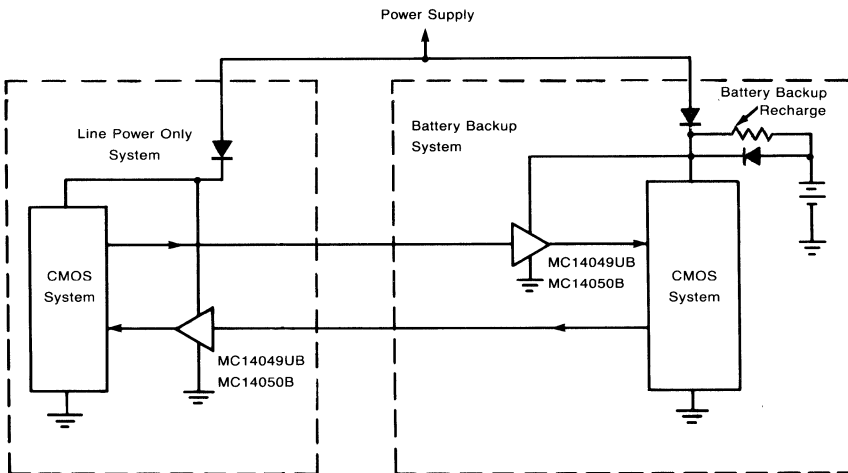 Power Supply
Battery Backup
Recharge
Line Power Only
System
Battery Backup
System
CMOS
System
MC14049UB
MC14050B
MC14049UB
MC14050B
CMOS
System